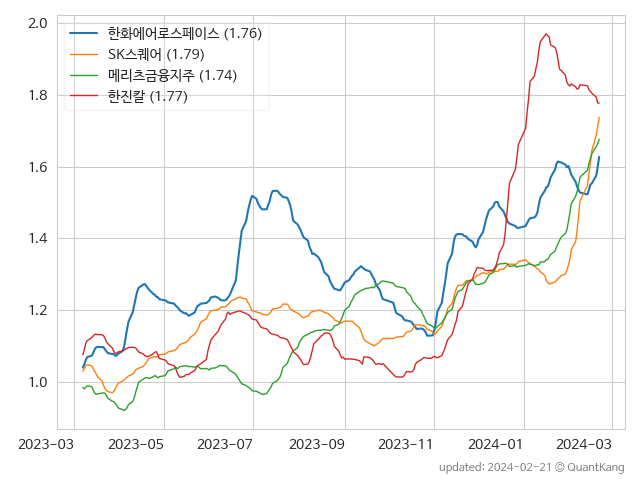 한화에어로스페이스 (1.76)
SK스퀘어 (1.79)
메리츠금융지주 (1.74)
한진칼 (1.77)
2.0
1.8
1.6
1.4
1.2
1.0
2023-03 2023-05 2023-07 2023-09 2023-11 2024-01 2024-03
updated: 2024-02-21 © QuantKang